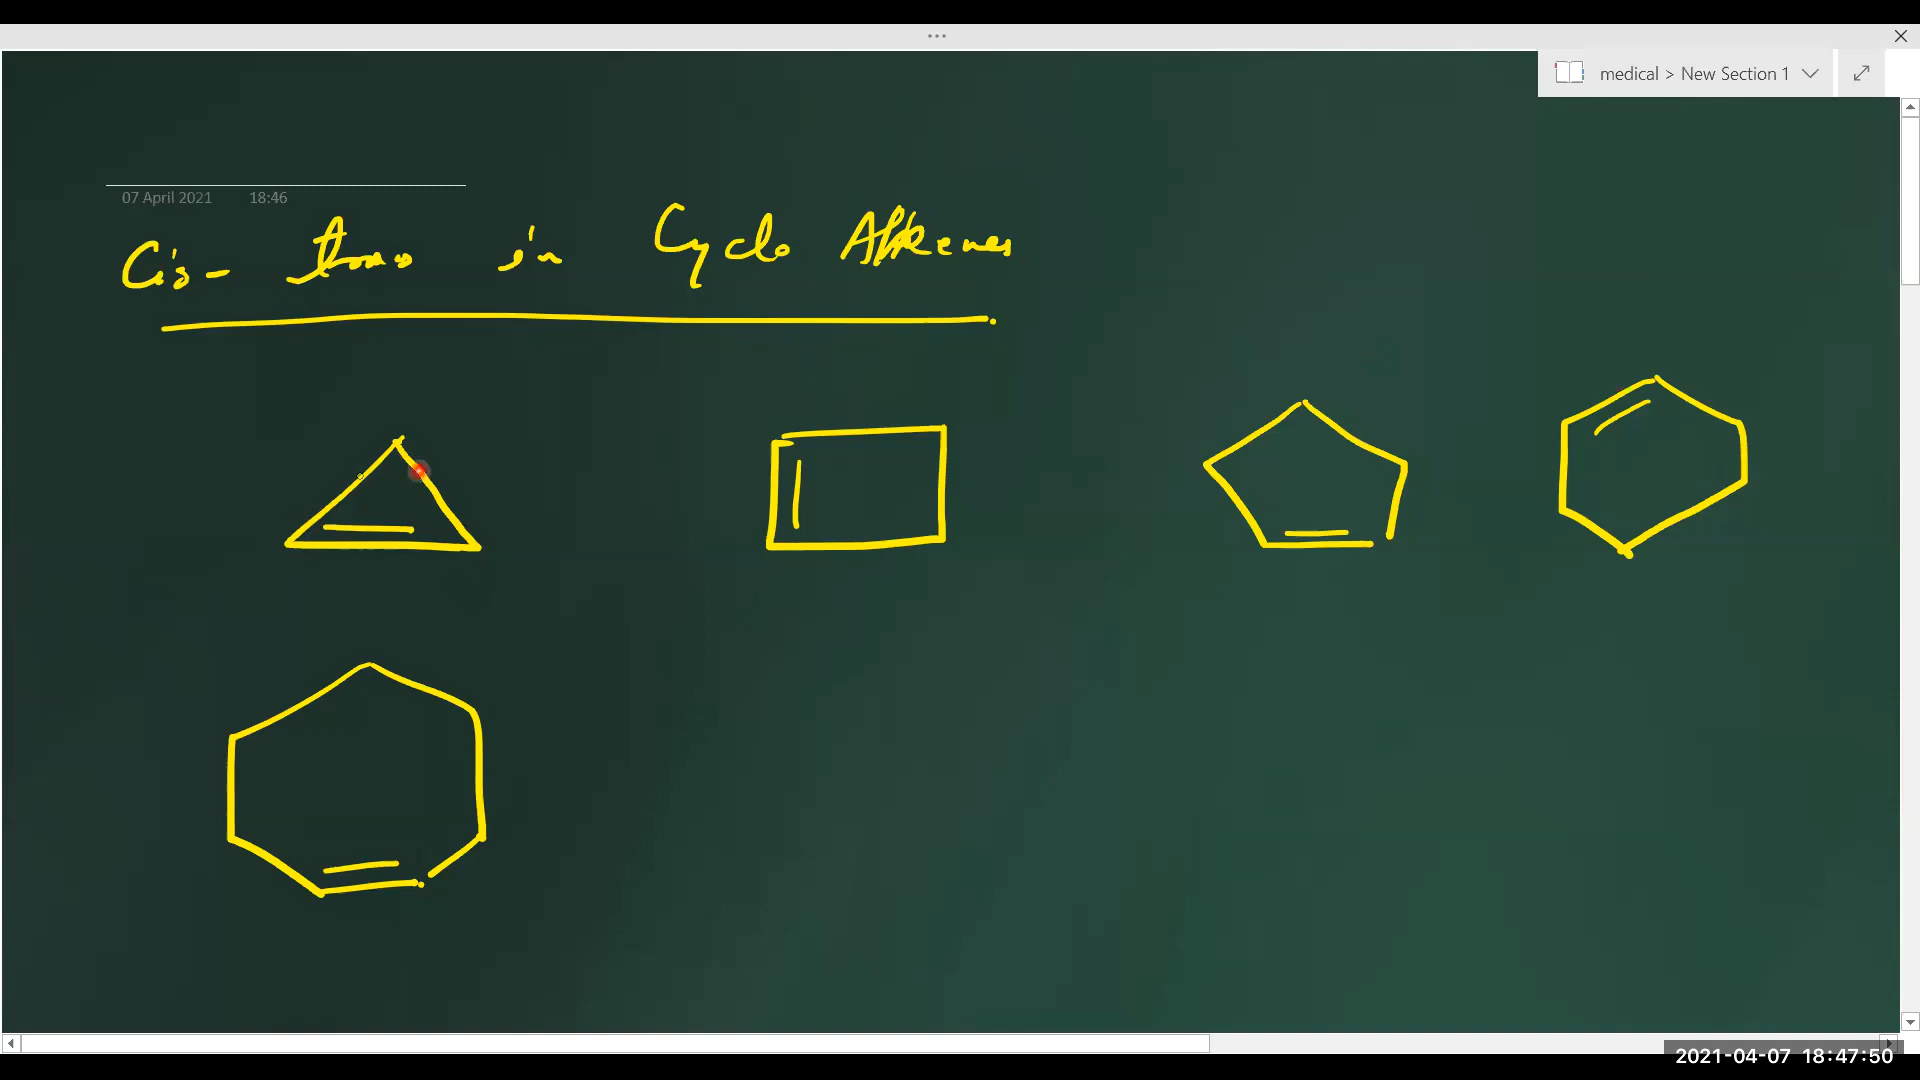 medical > New Section 1
07 April 2021 18:46
Cis- trans in Cyclo Alkenes
2021-04-07 18:47:50